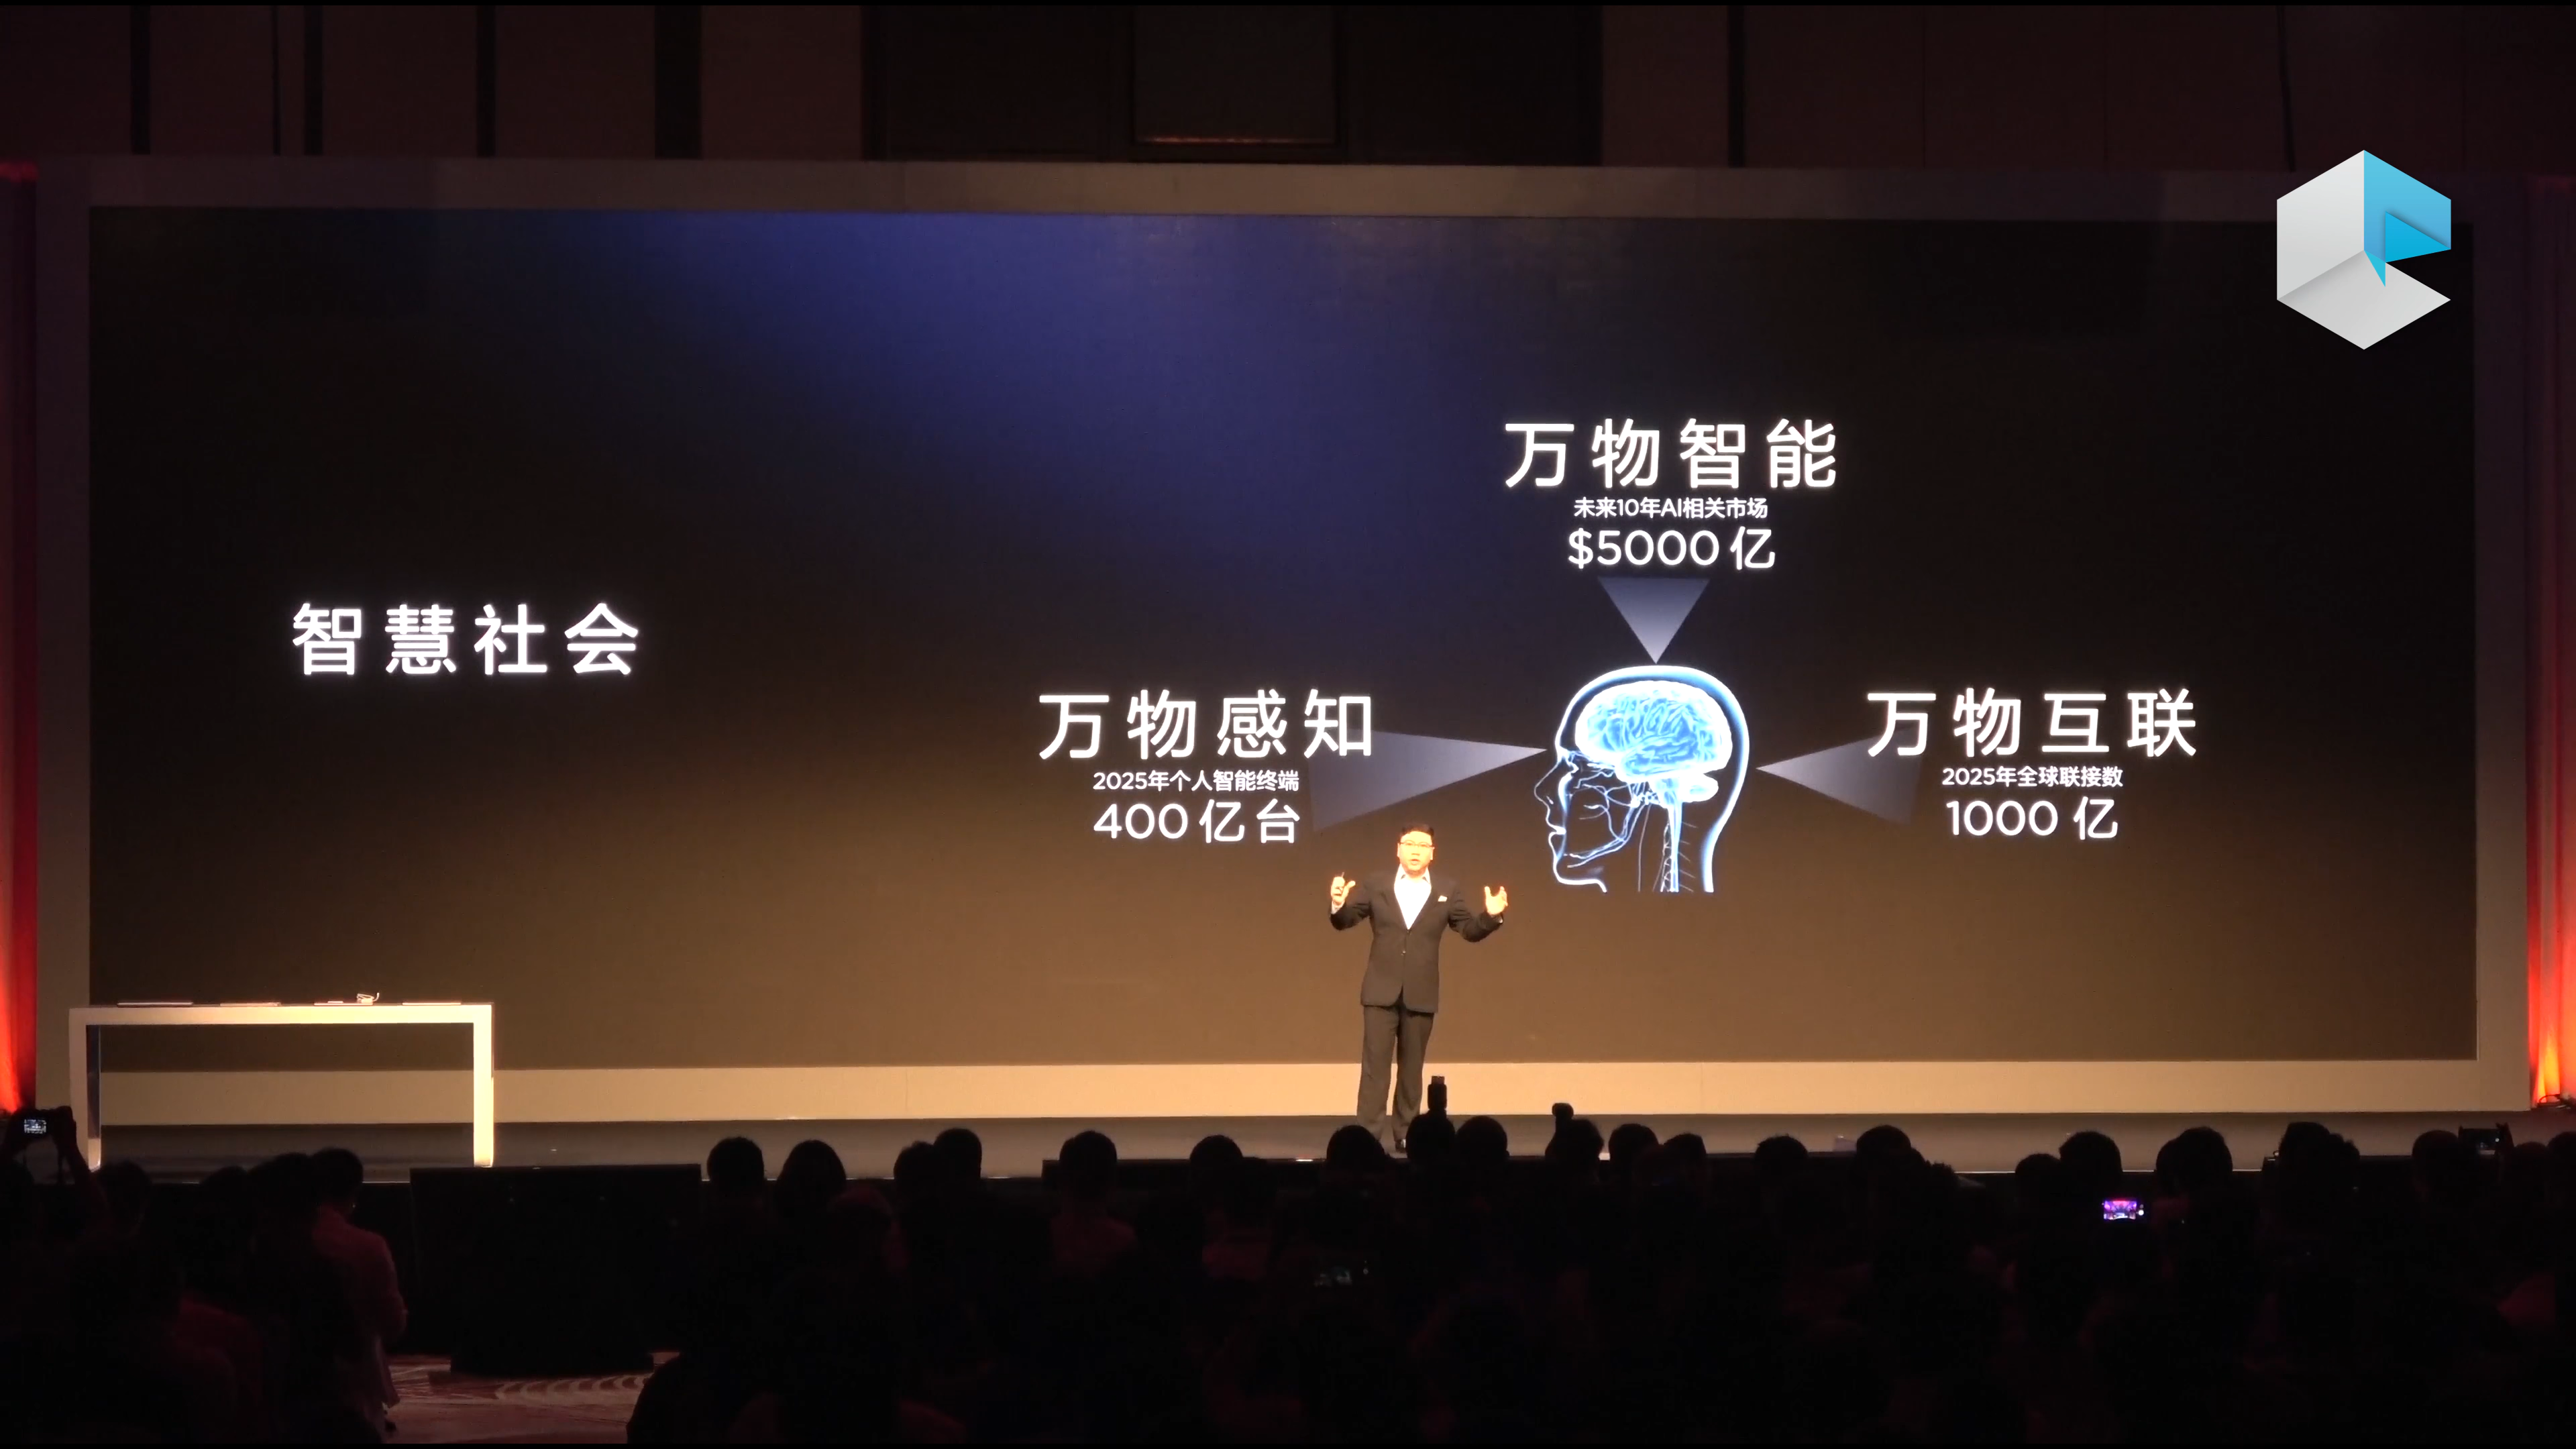 智慧社会
万物智能
未来10年AI相关市场
$5000亿
万物感知
2025年个人智能终端
400亿台
万物互联
2025年全球联接数
1000亿